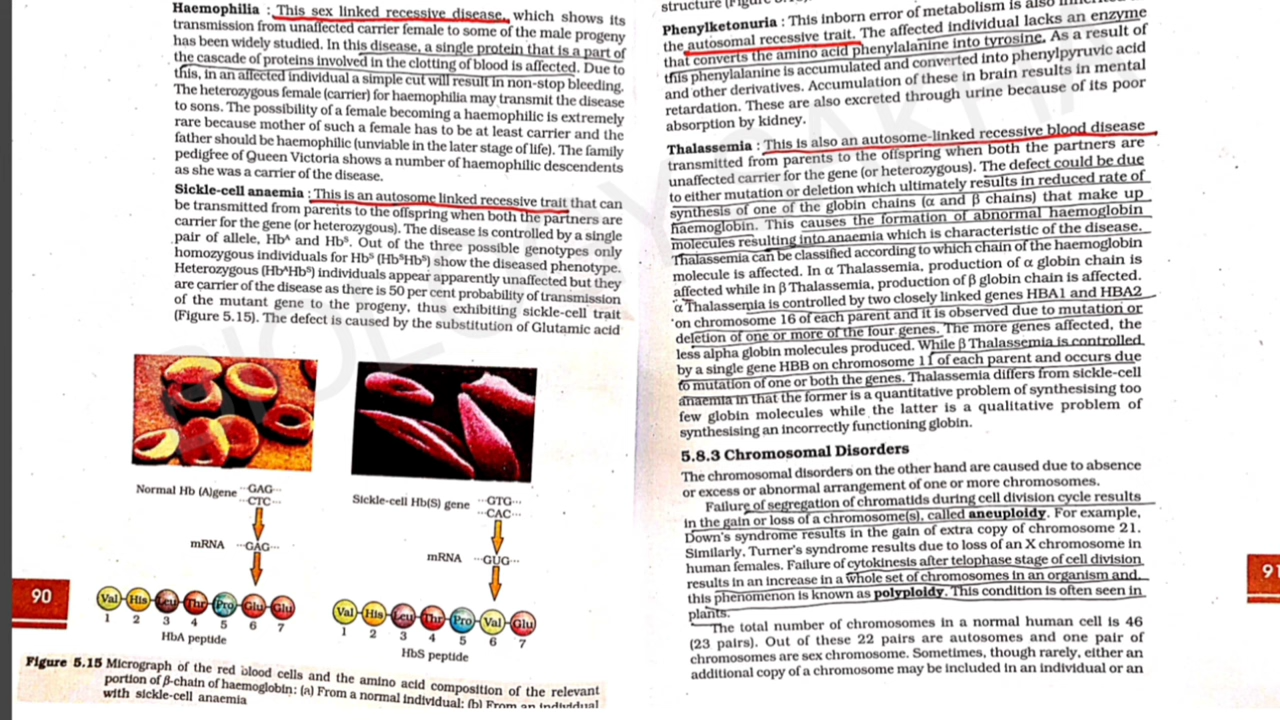 Haemophilia : This sex linked recessive disease, which shows its
transmission from unaffected carrier female to some of the male progeny
has been widely studied. In this disease, a single protein that is a part of
the cascade of proteins involved in the clotting of blood is affected. Due to
this, in an affected individual a simple cut will result in non-stop bleeding.
The heterozygous female (carrier) for haemophilia may transmit the disease
to sons. The possibility of a female becoming a haemophilic is extremely
rare because mother of such a female has to be at least carrier and the
father should be haemophilic (unviable in the later stage of life). The family
pedigree of Queen Victoria shows a number of haemophilic descendents
as she was a carrier of the disease.
Sickle-cell anaemia : This is an autosome linked recessive trait that can
be transmitted from parents to the offspring when both the partners are
carrier for the gene (or heterozygous). The disease is controlled by a single
pair of allele, Hbᴬ and Hbˢ. Out of the three possible genotypes only
homozygous individuals for Hbˢ (HbˢHbˢ) show the diseased phenotype.
Heterozygous (HbᴬHbˢ) individuals appear apparently unaffected but they
are carrier of the disease as there is 50 per cent probability of transmission
of the mutant gene to the progeny, thus exhibiting sickle-cell trait
(Figure 5.15). The defect is caused by the substitution of Glutamic acid
Normal Hb (A)gene ···GAG···
···CTC···
mRNA ···GAG···
Val His Leu Thr Pro Glu Glu
1 2 3 4 5 6 7
HbA peptide
Sickle-cell Hb(S) gene ···GTG···
···CAC···
mRNA ···GUG···
Val His Leu Thr Pro Val Glu
1 2 3 4 5 6 7
HbS peptide
90
Figure 5.15 Micrograph of the red blood cells and the amino acid composition of the relevant
portion of β-chain of haemoglobin: (a) From a normal individual; (b) From an individual
with sickle-cell anaemia
structure (Figure
Phenylketonuria : This inborn error of metabolism is also inherited
the autosomal recessive trait. The affected individual lacks an enzyme
that converts the amino acid phenylalanine into tyrosine. As a result of
this phenylalanine is accumulated and converted into phenylpyruvic acid
and other derivatives. Accumulation of these in brain results in mental
retardation. These are also excreted through urine because of its poor
absorption by kidney.
Thalassemia : This is also an autosome-linked recessive blood disease
transmitted from parents to the offspring when both the partners are
unaffected carrier for the gene (or heterozygous). The defect could be due
to either mutation or deletion which ultimately results in reduced rate of
synthesis of one of the globin chains (α and β chains) that make up
haemoglobin. This causes the formation of abnormal haemoglobin
molecules resulting into anaemia which is characteristic of the disease.
Thalassemia can be classified according to which chain of the haemoglobin
molecule is affected. In α Thalassemia, production of α globin chain is
affected while in β Thalassemia, production of β globin chain is affected.
α Thalassemia is controlled by two closely linked genes HBA1 and HBA2
on chromosome 16 of each parent and it is observed due to mutation or
deletion of one or more of the four genes. The more genes affected, the
less alpha globin molecules produced. While β Thalassemia is controlled
by a single gene HBB on chromosome 11 of each parent and occurs due
to mutation of one or both the genes. Thalassemia differs from sickle-cell
anaemia in that the former is a quantitative problem of synthesising too
few globin molecules while the latter is a qualitative problem of
synthesising an incorrectly functioning globin.
5.8.3 Chromosomal Disorders
The chromosomal disorders on the other hand are caused due to absence
or excess or abnormal arrangement of one or more chromosomes.
Failure of segregation of chromatids during cell division cycle results
in the gain or loss of a chromosome(s), called aneuploidy. For example,
Down's syndrome results in the gain of extra copy of chromosome 21.
Similarly, Turner's syndrome results due to loss of an X chromosome in
human females. Failure of cytokinesis after telophase stage of cell division
results in an increase in a whole set of chromosomes in an organism and,
this phenomenon is known as polyploidy. This condition is often seen in
plants.
The total number of chromosomes in a normal human cell is 46
(23 pairs). Out of these 22 pairs are autosomes and one pair of
chromosomes are sex chromosome. Sometimes, though rarely, either an
additional copy of a chromosome may be included in an individual or an
91